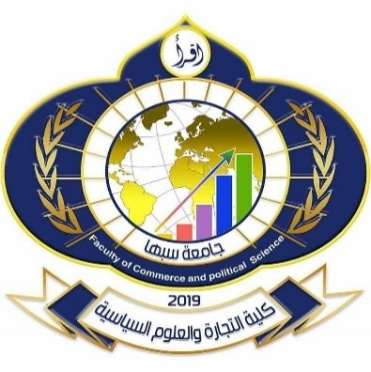 اقرأ
جامعة سبها
Faculty of Commerce and political Science
2019
كلية التجارة والعلوم السياسية